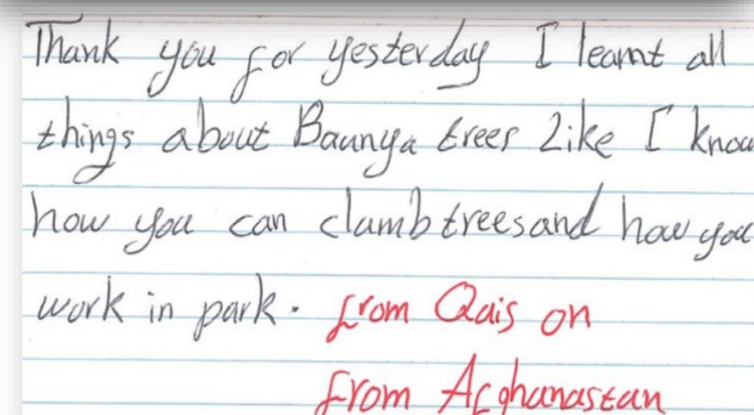 Thank you for yesterday I learnt all
things about Baunya trees Like I know
how you can clamb trees and how you
work in park. from Qais on
from Afghanastan